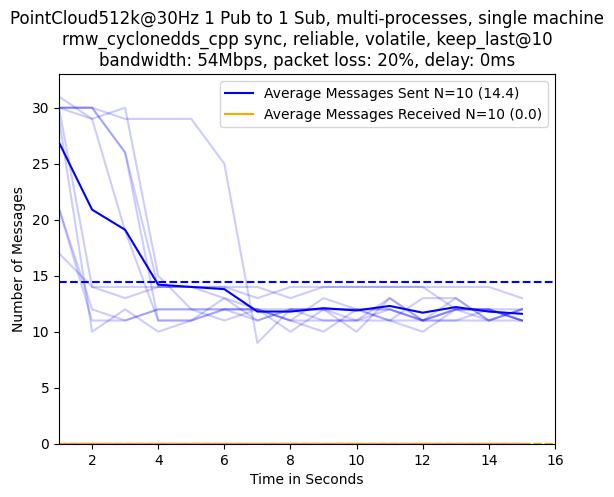 PointCloud512k@30Hz 1 Pub to 1 Sub, multi-processes, single machine
rmw_cyclonedds_cpp sync, reliable, volatile, keep_last@10
bandwidth: 54Mbps, packet loss: 20%, delay: 0ms
Average Messages Sent N=10 (14.4)
Average Messages Received N=10 (0.0)
Number of Messages
30
25
20
15
10
5
0
2 4 6 8 10 12 14 16
Time in Seconds